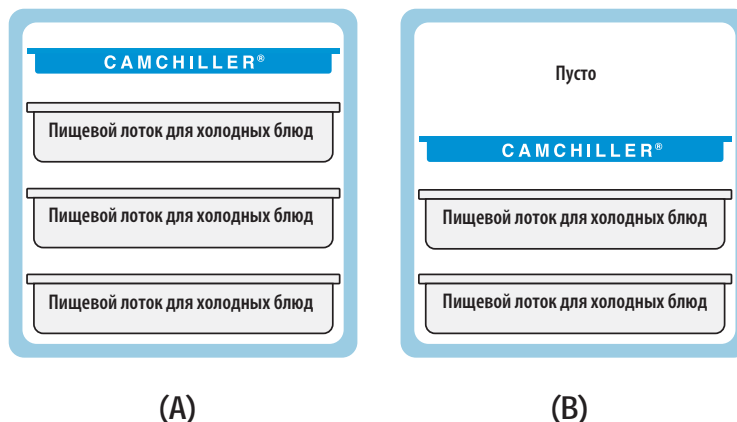 CAMCHILLER®
Пищевой лоток для холодных блюд
Пищевой лоток для холодных блюд
Пищевой лоток для холодных блюд
(A)
Пусто
CAMCHILLER®
Пищевой лоток для холодных блюд
Пищевой лоток для холодных блюд
(B)